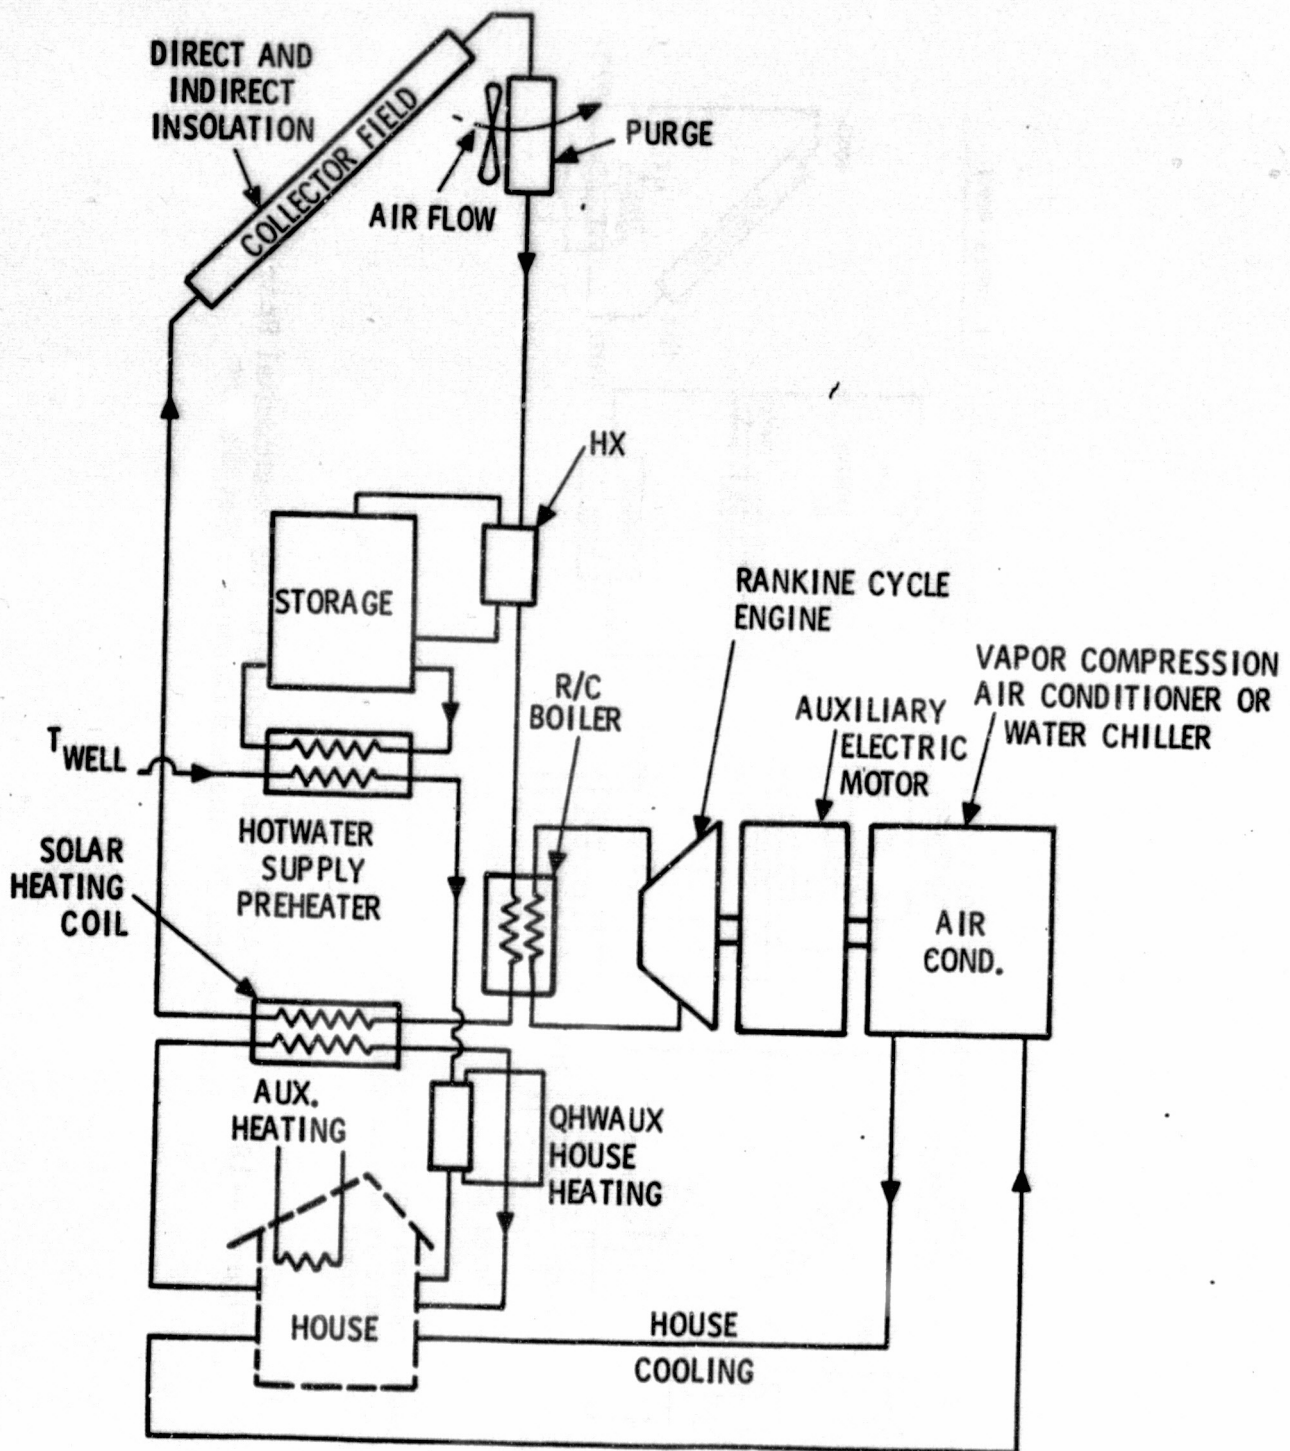 DIRECT AND
INDIRECT
INSOLATION
COLLECTOR FIELD
PURGE
AIR FLOW
HX
STORAGE
RANKINE CYCLE
ENGINE
R/C
BOILER
VAPOR COMPRESSION
AIR CONDITIONER OR
WATER CHILLER
AUXILIARY
ELECTRIC
MOTOR
TWELL
HOTWATER
SUPPLY
PREHEATER
SOLAR
HEATING
COIL
AIR
COND.
AUX.
HEATING
QHWAUX
HOUSE
HEATING
HOUSE
HOUSE
COOLING